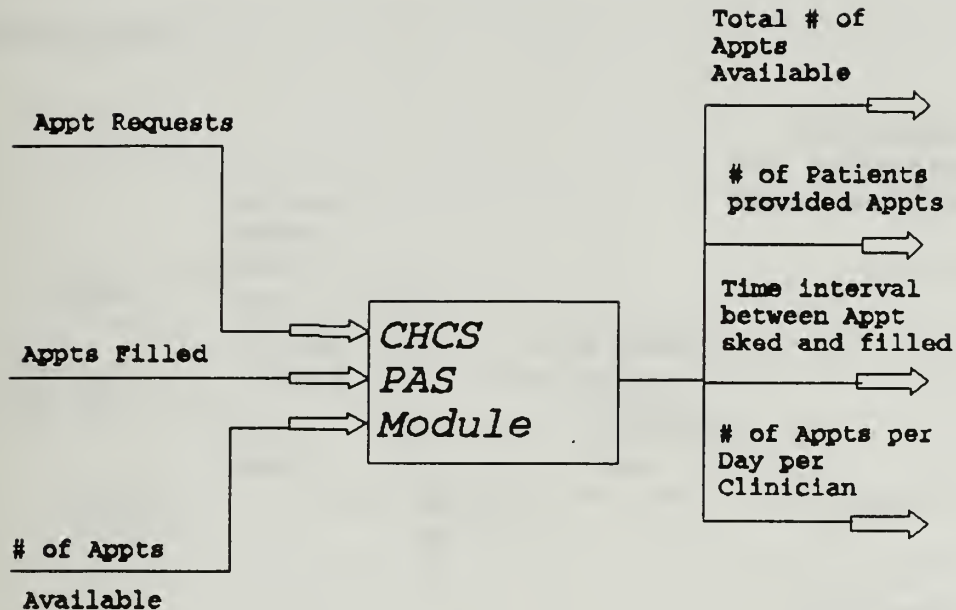 Appt Requests
Appts Filled
# of Appts
Available
CHCS
PAS
Module
Total # of
Appts
Available
# of Patients
provided Appts
Time interval
between Appt
sked and filled
# of Appts per
Day per
Clinician